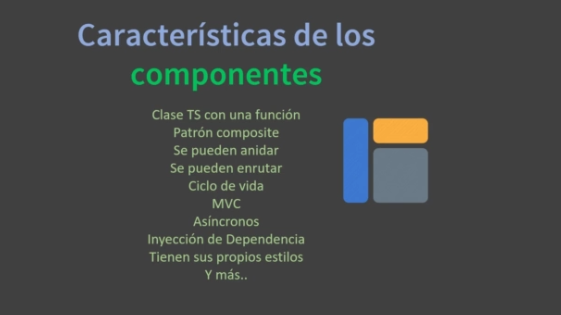 Características de los
componentes
Clase TS con una función
Patrón composite
Se pueden anidar
Se pueden enrutar
Ciclo de vida
MVC
Asíncronos
Inyección de Dependencia
Tienen sus propios estilos
Y más..